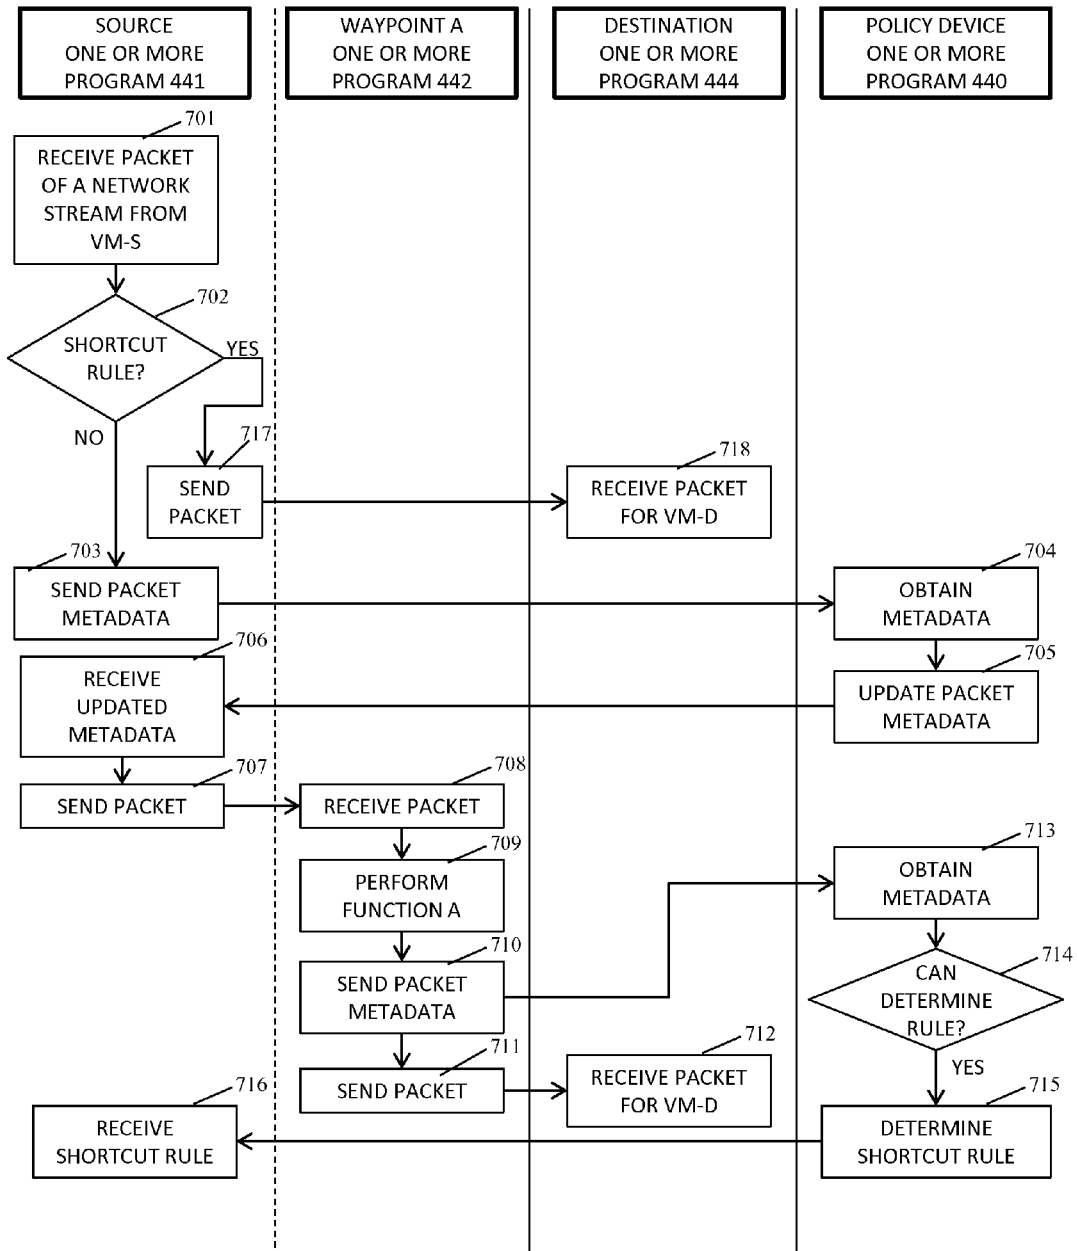 SOURCE
ONE OR MORE
PROGRAM 441
WAYPOINT A
ONE OR MORE
PROGRAM 442
DESTINATION
ONE OR MORE
PROGRAM 444
POLICY DEVICE
ONE OR MORE
PROGRAM 440
701
RECEIVE PACKET
OF A NETWORK
STREAM FROM
VM-S
702
SHORTCUT
RULE?
YES
NO
717
SEND
PACKET
718
RECEIVE PACKET
FOR VM-D
703
SEND PACKET
METADATA
704
OBTAIN
METADATA
705
UPDATE PACKET
METADATA
706
RECEIVE
UPDATED
METADATA
707
SEND PACKET
708
RECEIVE PACKET
709
PERFORM
FUNCTION A
710
SEND PACKET
METADATA
711
SEND PACKET
712
RECEIVE PACKET
FOR VM-D
713
OBTAIN
METADATA
714
CAN
DETERMINE
RULE?
YES
715
DETERMINE
SHORTCUT RULE
716
RECEIVE
SHORTCUT RULE